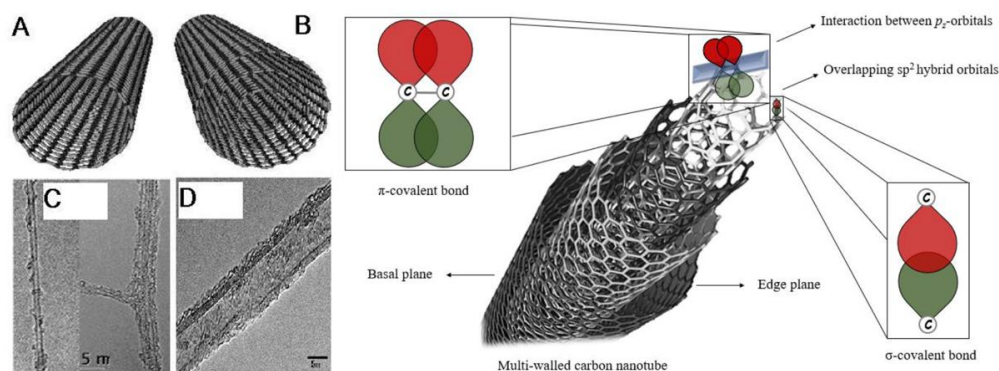 A
B
Interaction between pz-orbitals
Overlapping sp² hybrid orbitals
C C
π-covalent bond
C
D
5 m
Basal plane
Edge plane
C
C
σ-covalent bond
Multi-walled carbon nanotube